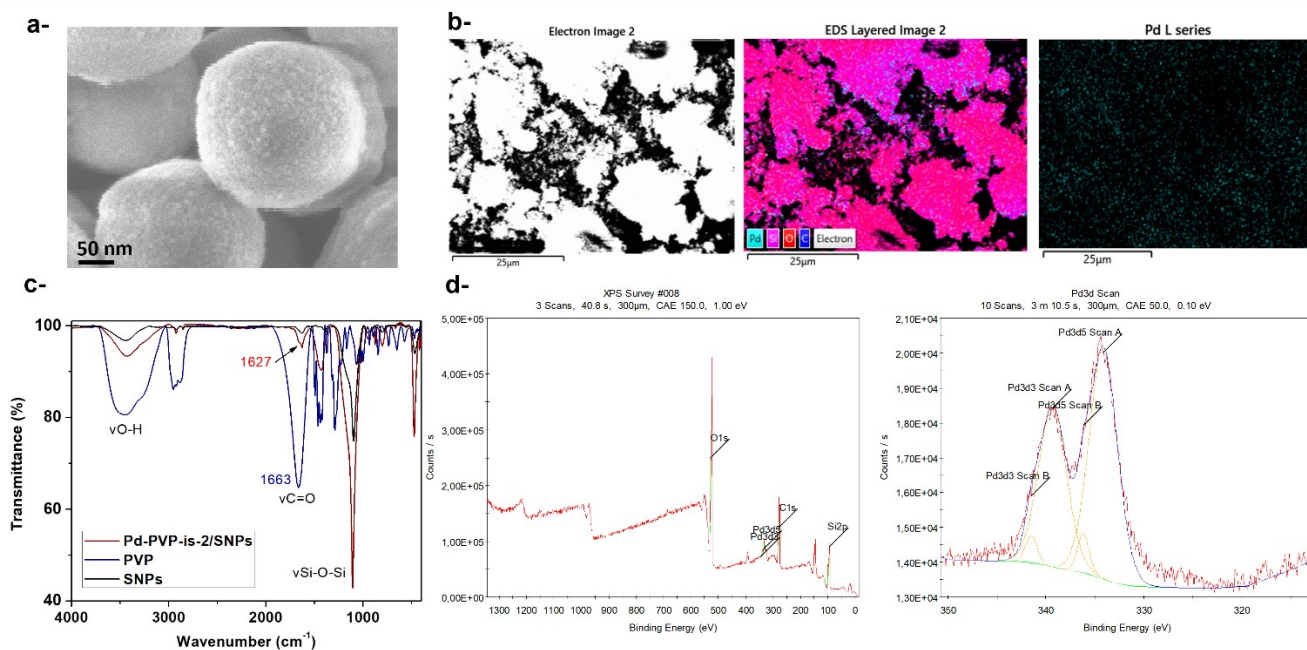 a-
50 nm
b-
Electron Image 2
25µm
EDS Layered Image 2
Pd Si O C Electron
25µm
Pd L series
25µm
c-
Transmittance (%)
100
80
60
40
1627
νO-H
1663
νC=O
νSi-O-Si
Pd-PVP-is-2/SNPs
PVP
SNPs
4000 3000 2000 1000
Wavenumber (cm-1)
d-
XPS Survey #008
3 Scans, 40.8 s, 300µm, CAE 150.0, 1.00 eV
Counts / s
5,00E+05
4,00E+05
3,00E+05
2,00E+05
1,00E+05
0,00E+00
O1s
C1s
Pd3d5
Pd3d3
Si2p
1300 1200 1100 1000 900 800 700 600 500 400 300 200 100 0
Binding Energy (eV)
Pd3d Scan
10 Scans, 3 m 10.5 s, 300µm, CAE 50.0, 0.10 eV
Counts / s
2,10E+04
2,00E+04
1,90E+04
1,80E+04
1,70E+04
1,60E+04
1,50E+04
1,40E+04
1,30E+04
Pd3d5 Scan A
Pd3d3 Scan A
Pd3d5 Scan B
Pd3d3 Scan B
350 340 330 320
Binding Energy (eV)